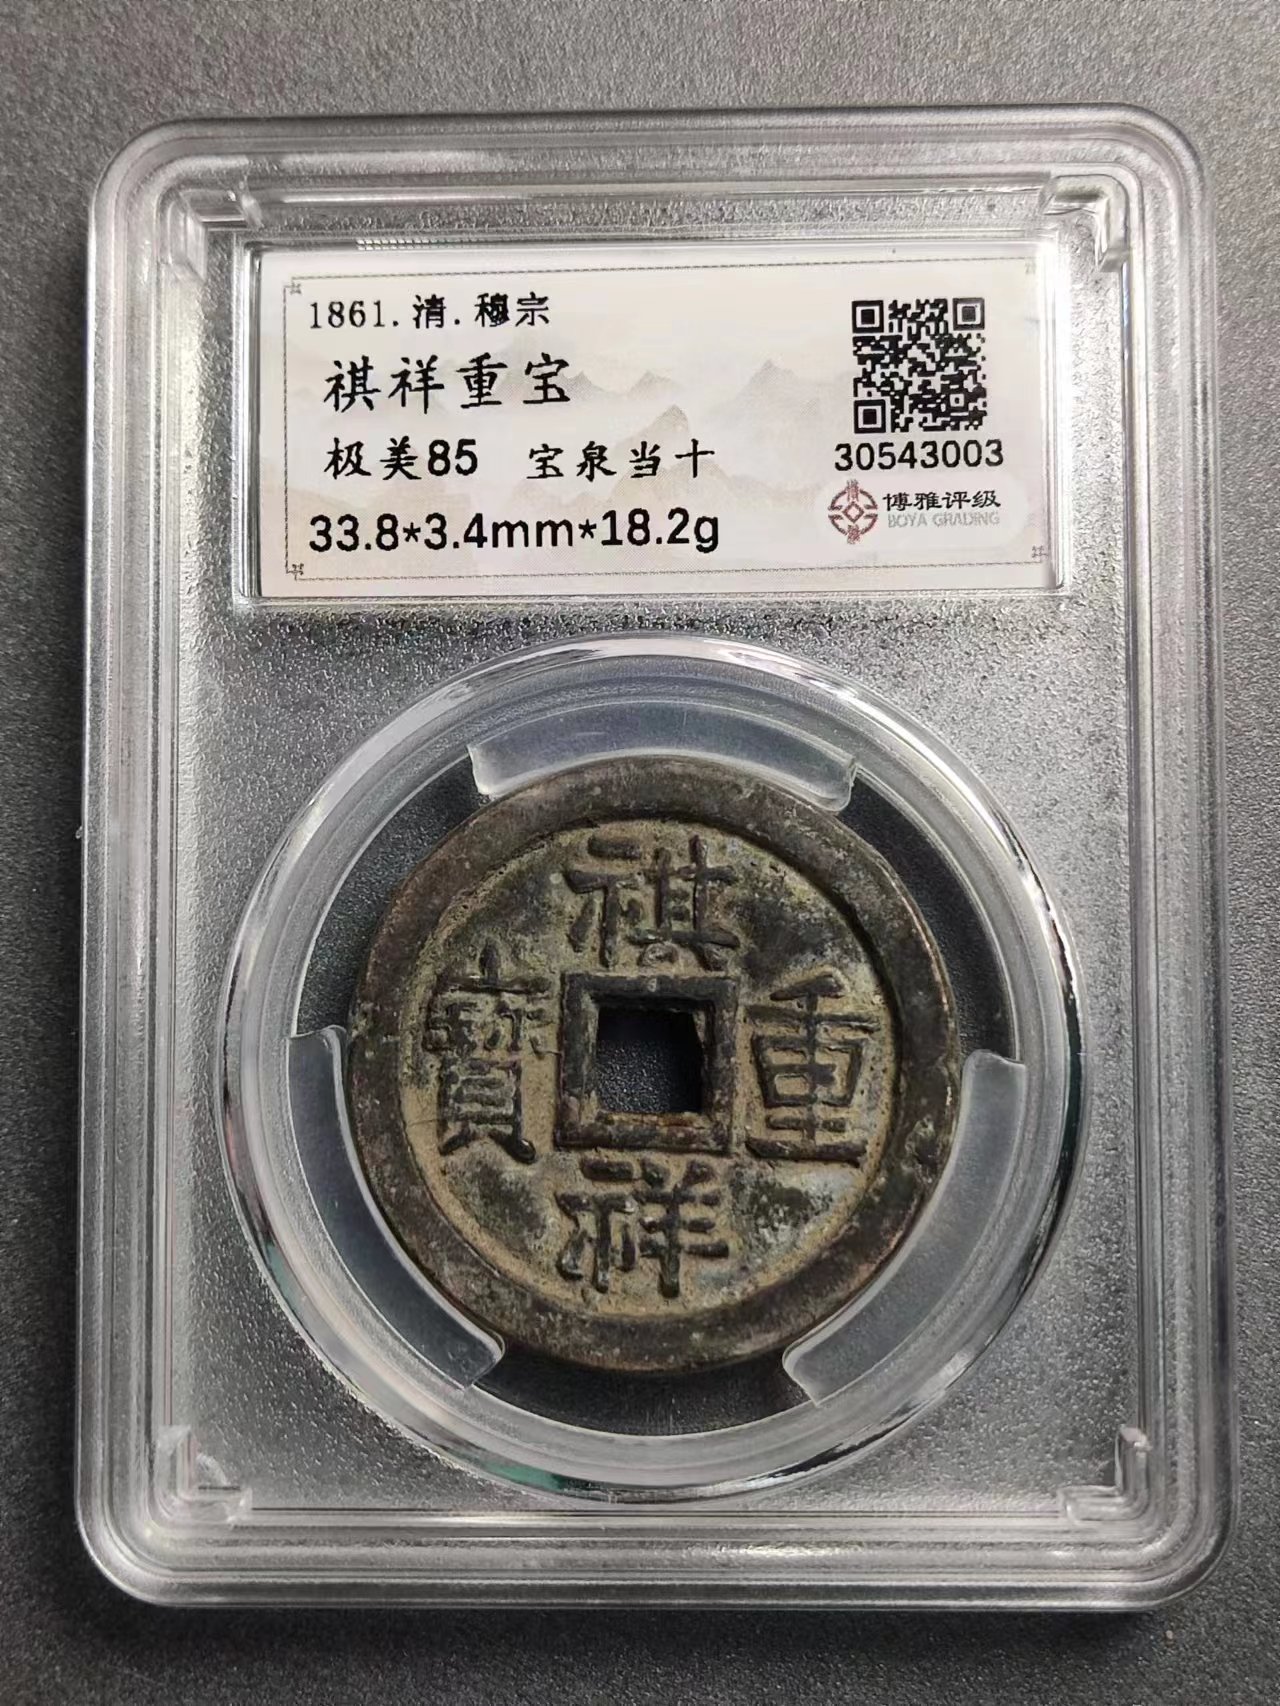 1861.清.穆宗
祺祥重宝
极美85 宝泉当十
33.8*3.4mm*18.2g
30543003
博雅评级
BOYA GRADING
祺祥重寶